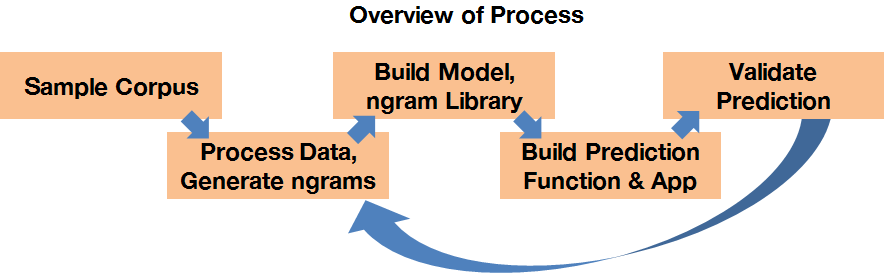 Overview of Process
Sample Corpus
Process Data,
Generate ngrams
Build Model,
ngram Library
Build Prediction
Function & App
Validate
Prediction